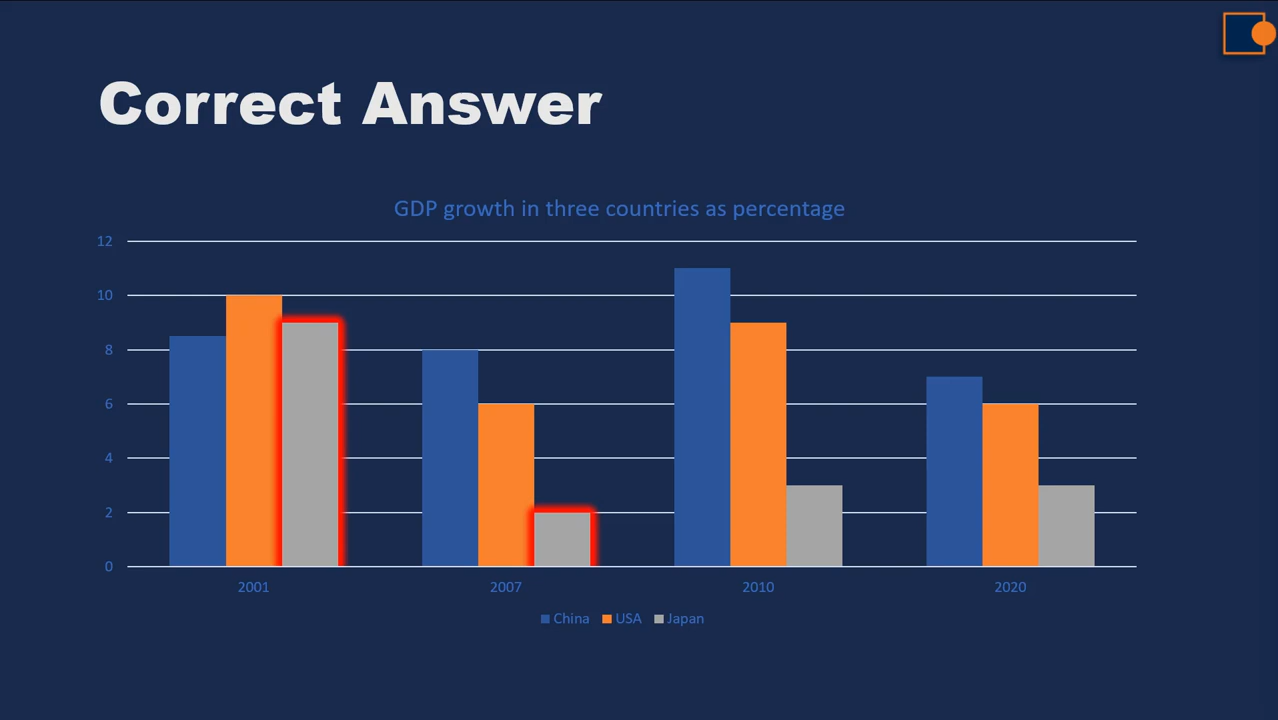 Correct Answer
GDP growth in three countries as percentage
12
10
8
6
4
2
0
2001 2007 2010 2020
China USA Japan